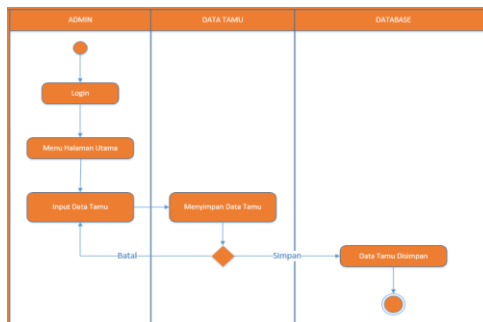 ADMIN
DATA TAMU
DATABASE
Login
Menu Halaman Utama
Input Data Tamu
Menyimpan Data Tamu
Batal
Simpan
Data Tamu Disimpan